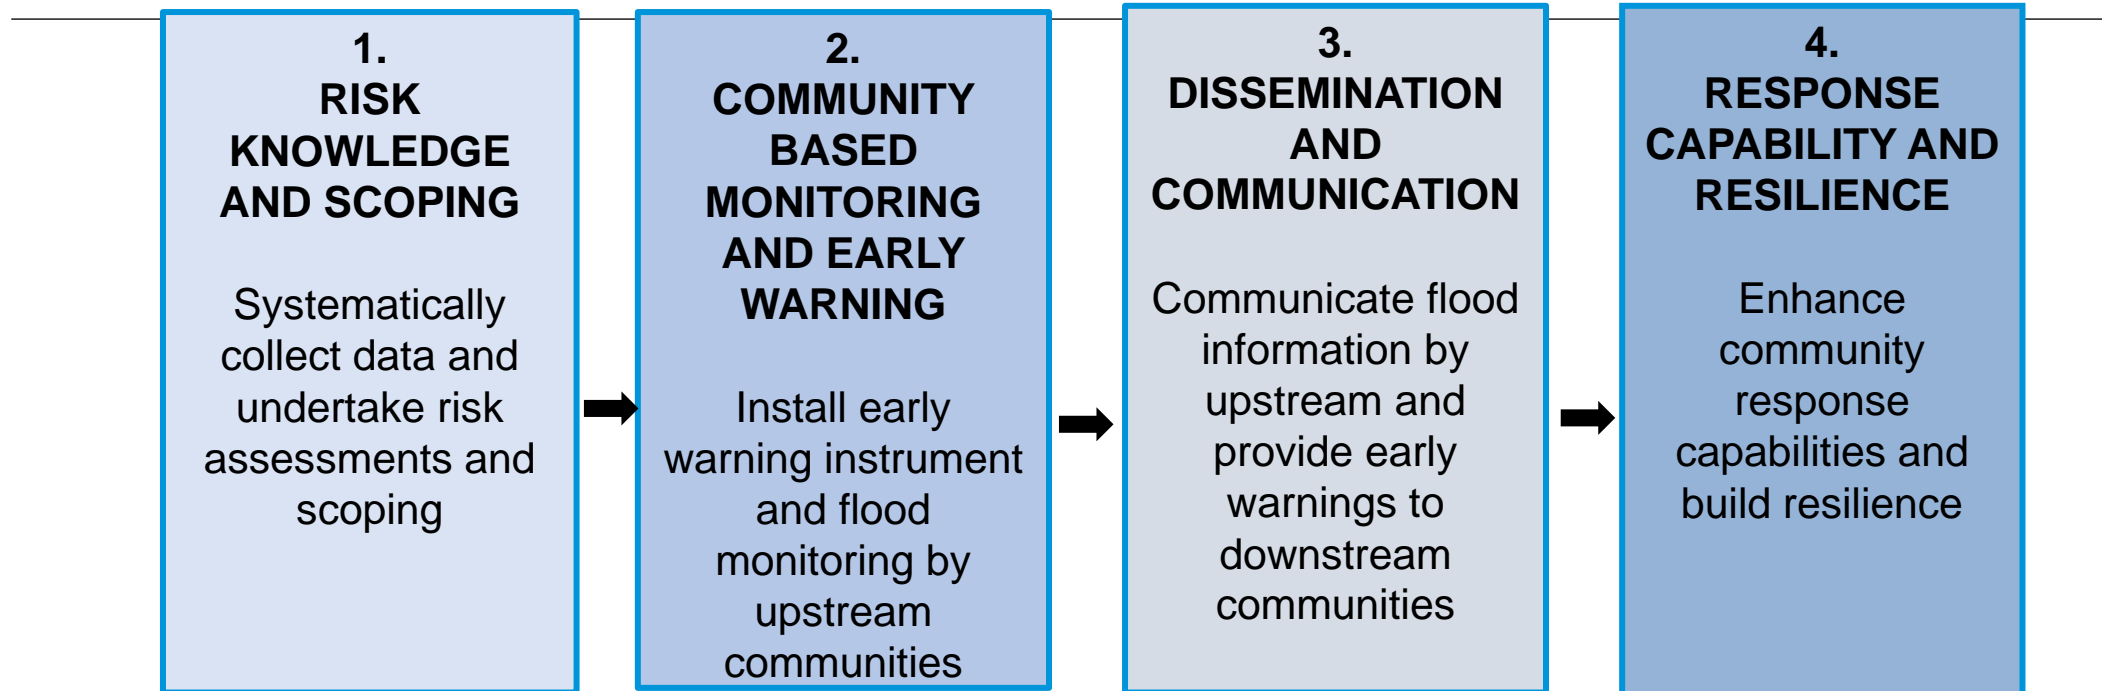 1.
RISK
KNOWLEDGE
AND SCOPING
Systematically
collect data and
undertake risk
assessments and
scoping
2.
COMMUNITY
BASED
MONITORING
AND EARLY
WARNING
Install early
warning instrument
and flood
monitoring by
upstream
communities
3.
DISSEMINATION
AND
COMMUNICATION
Communicate flood
information by
upstream and
provide early
warnings to
downstream
communities
4.
RESPONSE
CAPABILITY AND
RESILIENCE
Enhance
community
response
capabilities and
build resilience